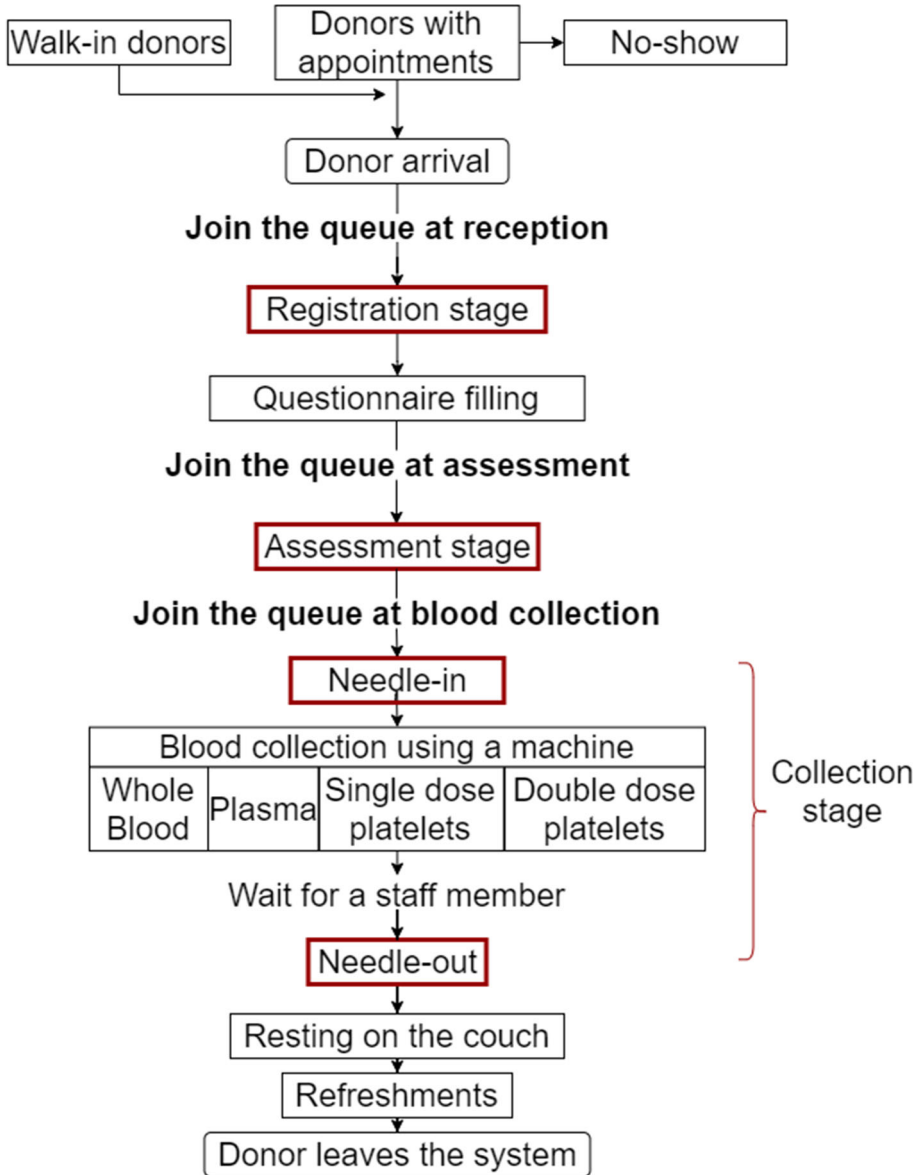 Walk-in donors
Donors with
appointments
No-show
Donor arrival
Join the queue at reception
Registration stage
Questionnaire filling
Join the queue at assessment
Assessment stage
Join the queue at blood collection
Needle-in
Blood collection using a machine
Whole
Blood
Plasma
Single dose
platelets
Double dose
platelets
Collection
stage
Wait for a staff member
Needle-out
Resting on the couch
Refreshments
Donor leaves the system